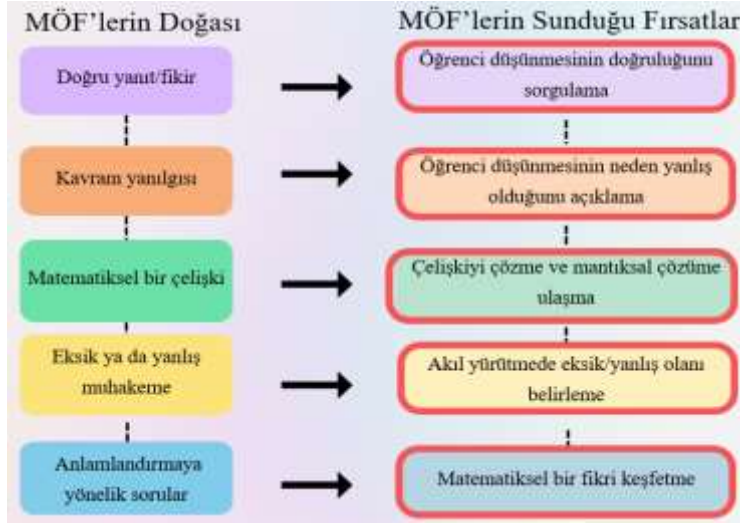 MÖF'lerin Doğası
MÖF'lerin Sunduğu Fırsatlar
Doğru yanıt/fikir
Öğrenci düşünmesinin doğruluğunu
sorgulama
Kavram yanılgısı
Öğrenci düşünmesinin neden yanlış
olduğunu açıklama
Matematiksel bir çelişki
Çelişkiyi çözme ve mantıksal çözüme
ulaşma
Eksik ya da yanlış
muhakeme
Akıl yürütmede eksik/yanlış olanı
belirleme
Anlamlandırmaya
yönelik sorular
Matematiksel bir fikri keşfetme